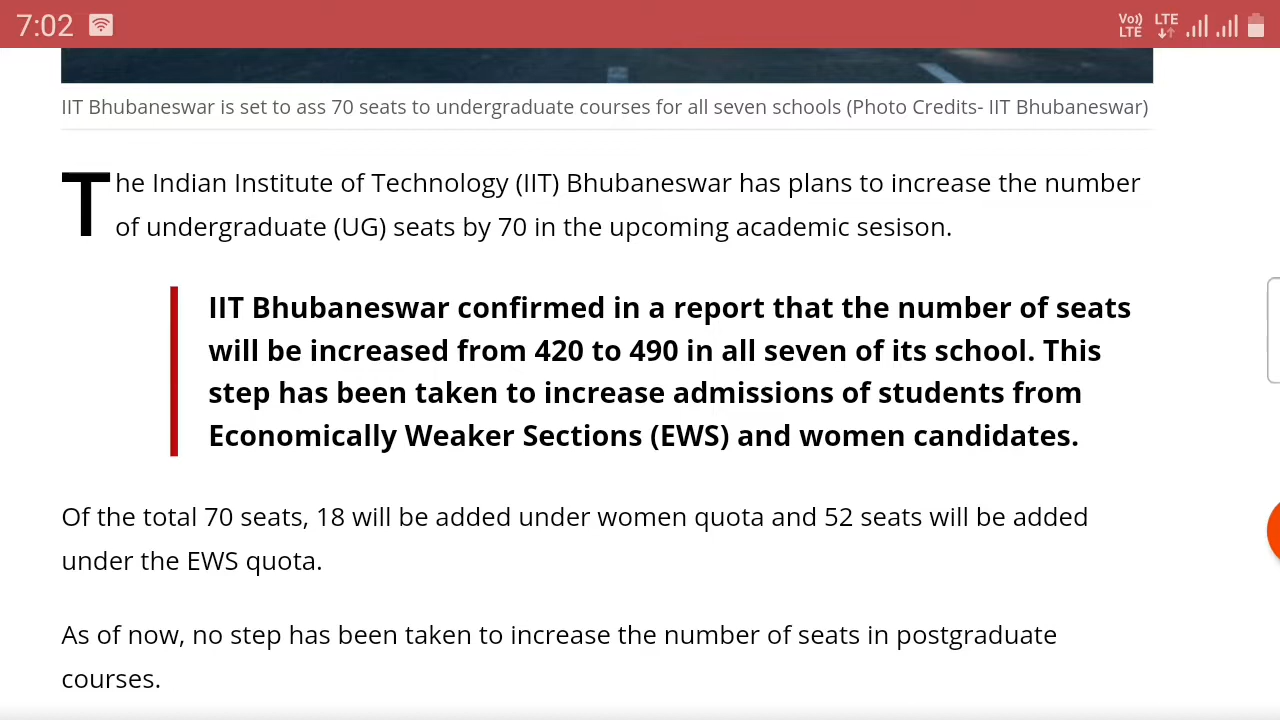 7:02
Vo)) LTE
LTE
IIT Bhubaneswar is set to ass 70 seats to undergraduate courses for all seven schools (Photo Credits- IIT Bhubaneswar)
The Indian Institute of Technology (IIT) Bhubaneswar has plans to increase the number
of undergraduate (UG) seats by 70 in the upcoming academic sesison.
IIT Bhubaneswar confirmed in a report that the number of seats
will be increased from 420 to 490 in all seven of its school. This
step has been taken to increase admissions of students from
Economically Weaker Sections (EWS) and women candidates.
Of the total 70 seats, 18 will be added under women quota and 52 seats will be added
under the EWS quota.
As of now, no step has been taken to increase the number of seats in postgraduate
courses.